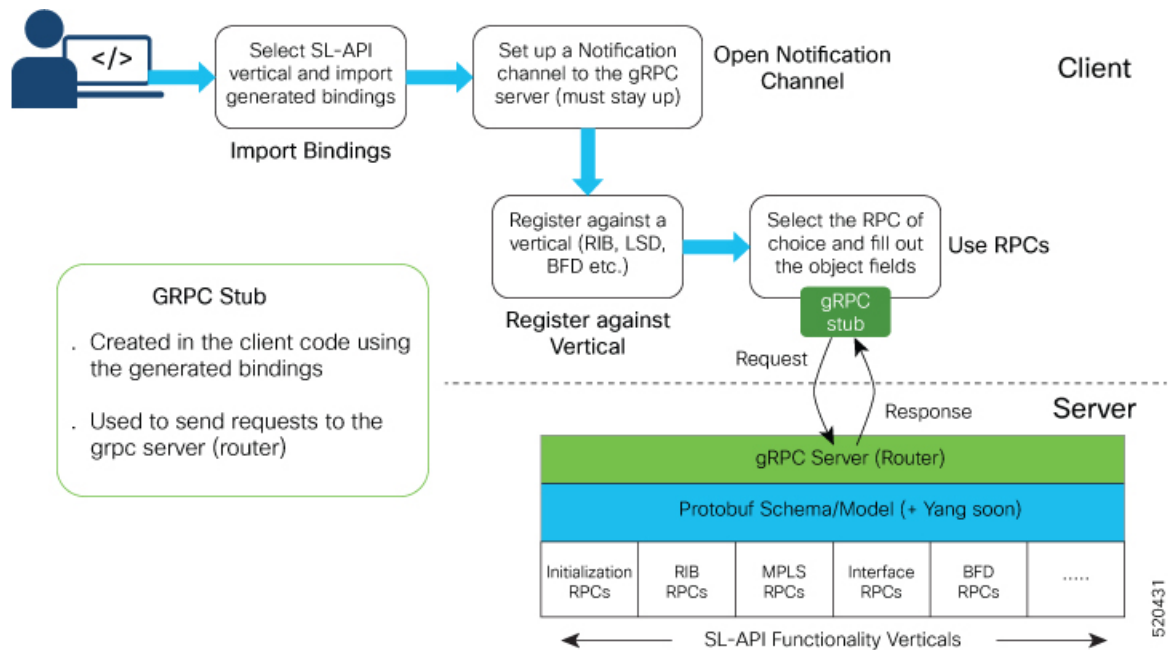 </>
Select SL-API
vertical and import
generated bindings
Import Bindings
Set up a Notification
channel to the gRPC
server (must stay up)
Open Notification
Channel
Client
Register against a
vertical (RIB, LSD,
BFD etc.)
Register against
Vertical
Select the RPC of
choice and fill out
the object fields
Use RPCs
gRPC
stub
GRPC Stub
. Created in the client code using
the generated bindings
. Used to send requests to the
grpc server (router)
Request
Response
Server
gRPC Server (Router)
Protobuf Schema/Model (+ Yang soon)
Initialization
RPCs
RIB
RPCs
MPLS
RPCs
Interface
RPCs
BFD
RPCs
.....
SL-API Functionality Verticals
520431